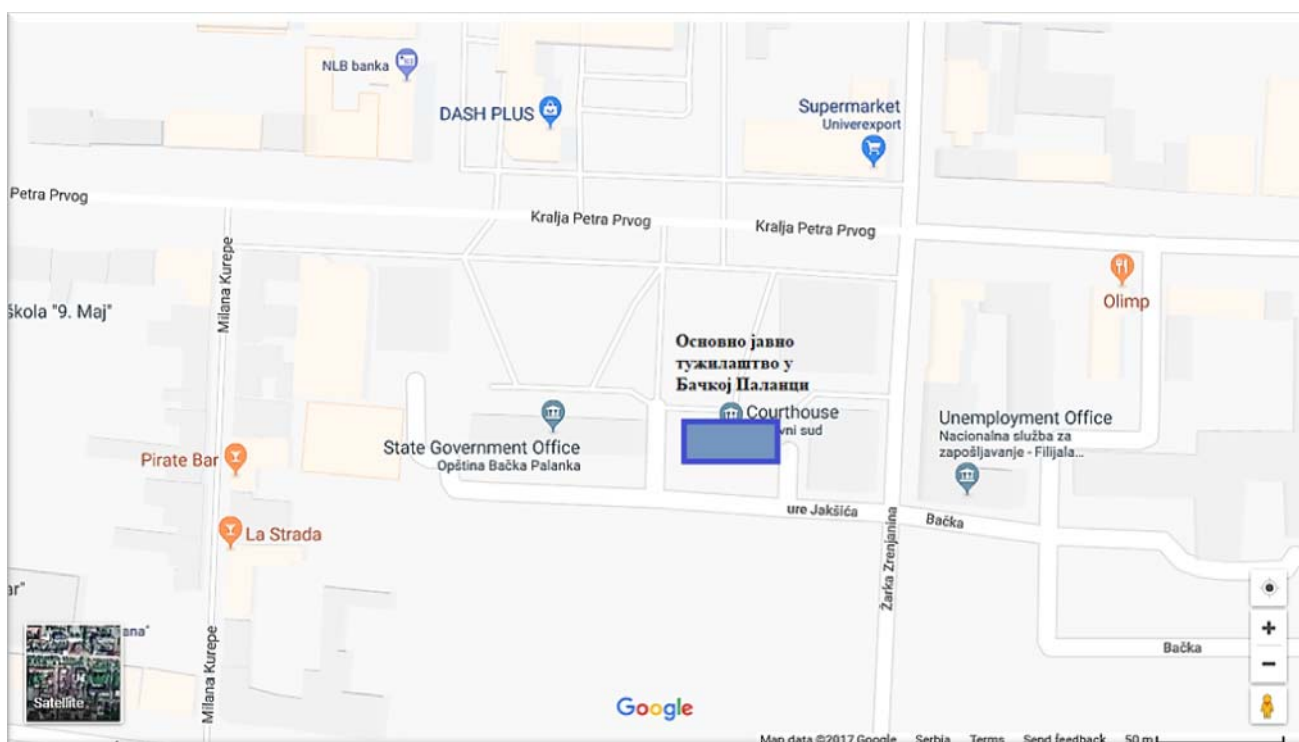 NLB banka
DASH PLUS
Supermarket
Univerexport
Petra Prvog
Kralja Petra Prvog
Kralja Petra Prvog
Milana Kurepe
Olimp
škola "9. Maj"
Основно јавно
тужилаштво у
Бачкој Паланци
Courthouse
vni sud
State Government Office
Opština Bačka Palanka
Unemployment Office
Nacionalna služba za
zapošljavanje - Filijala...
Pirate Bar
La Strada
ure Jakšića
Bačka
Žarka Zrenjanina
ar"
ana"
Bačka
Milana Kurepe
Satellite
Google
Map data ©2017 Google Serbia Terms Send feedback 50 m